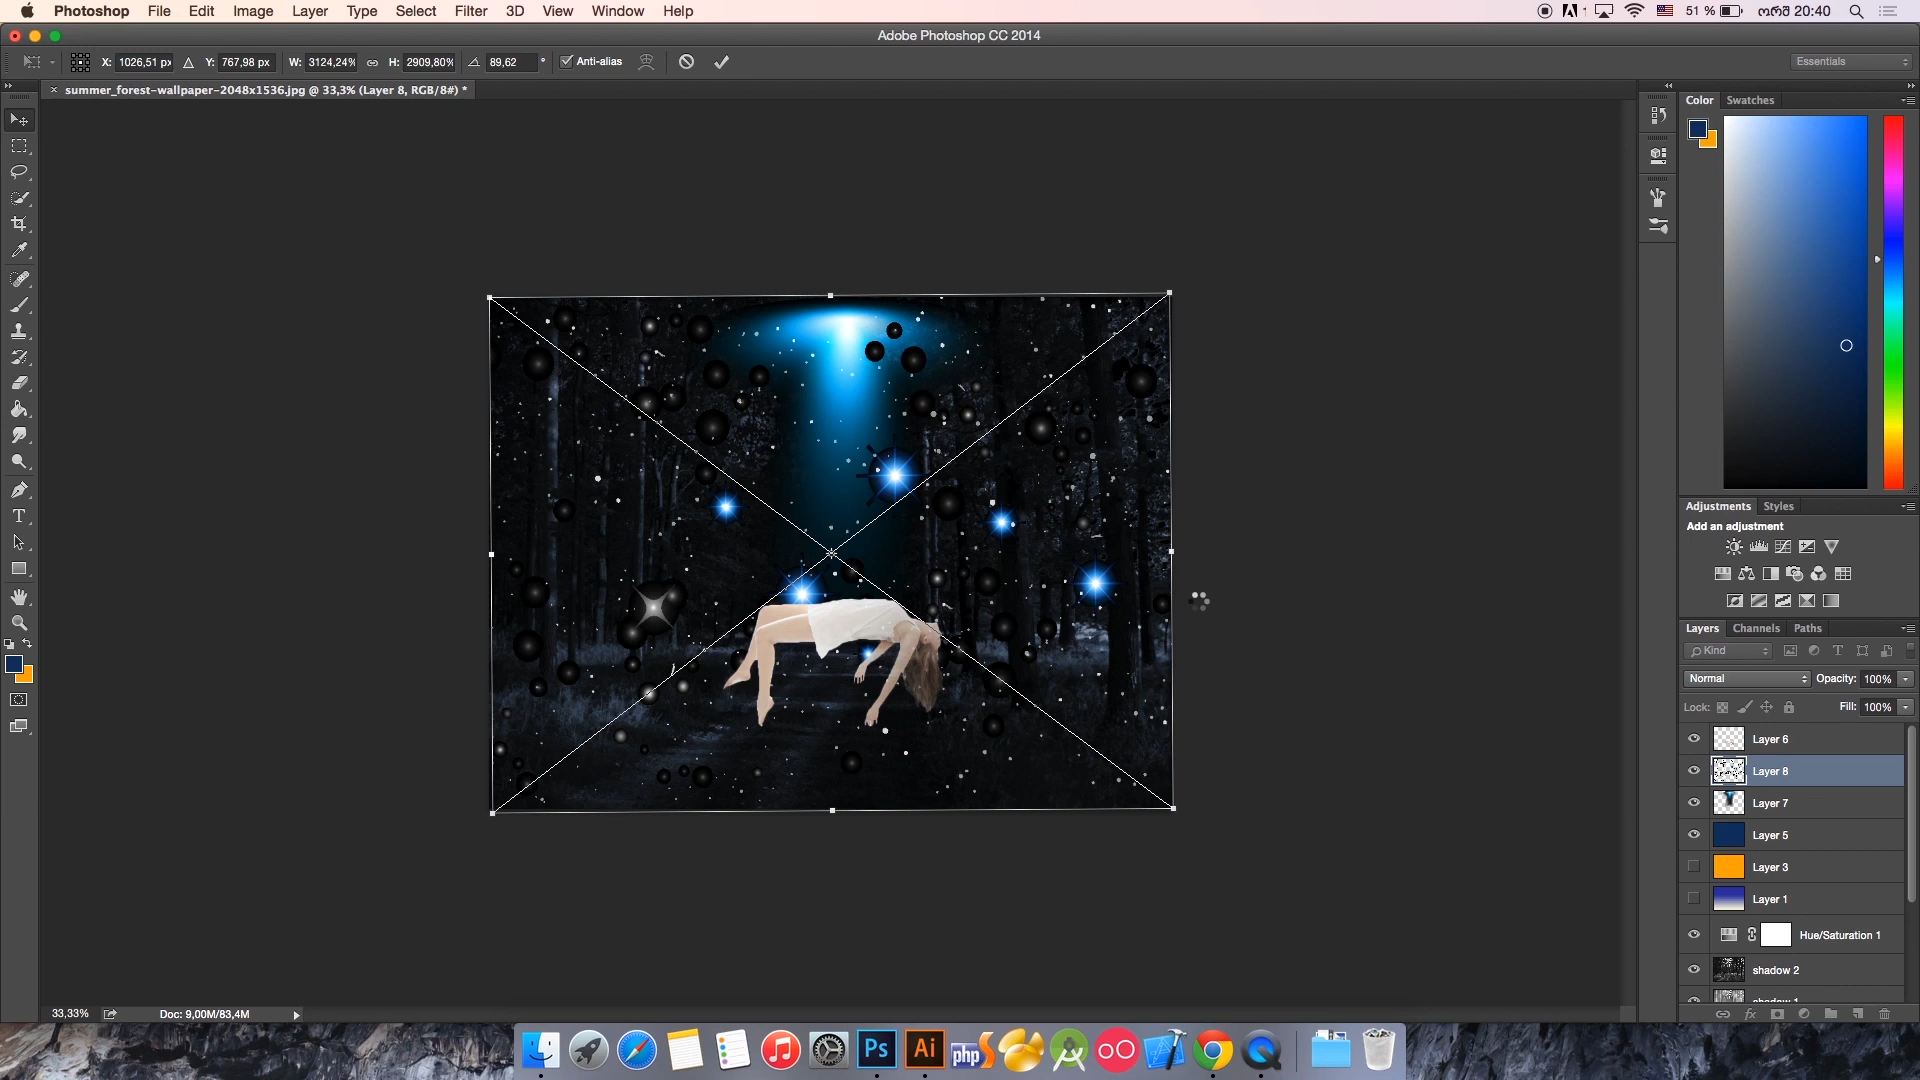 Photoshop File Edit Image Layer Type Select Filter 3D View Window Help 51 % ორშ 20:40
Adobe Photoshop CC 2014
X: 1026,51 px Y: 767,98 px W: 3124,24% H: 2909,80% 89,62 ° Anti-alias Essentials
summer_forest-wallpaper-2048x1536.jpg @ 33,3% (Layer 8, RGB/8#) *
Color Swatches
Adjustments Styles
Add an adjustment
Layers Channels Paths
Kind
Normal Opacity: 100%
Lock: Fill: 100%
Layer 6
Layer 8
Layer 7
Layer 5
Layer 3
Layer 1
Hue/Saturation 1
shadow 2
33,33% Doc: 9,00M/83,4M
Ps Ai php